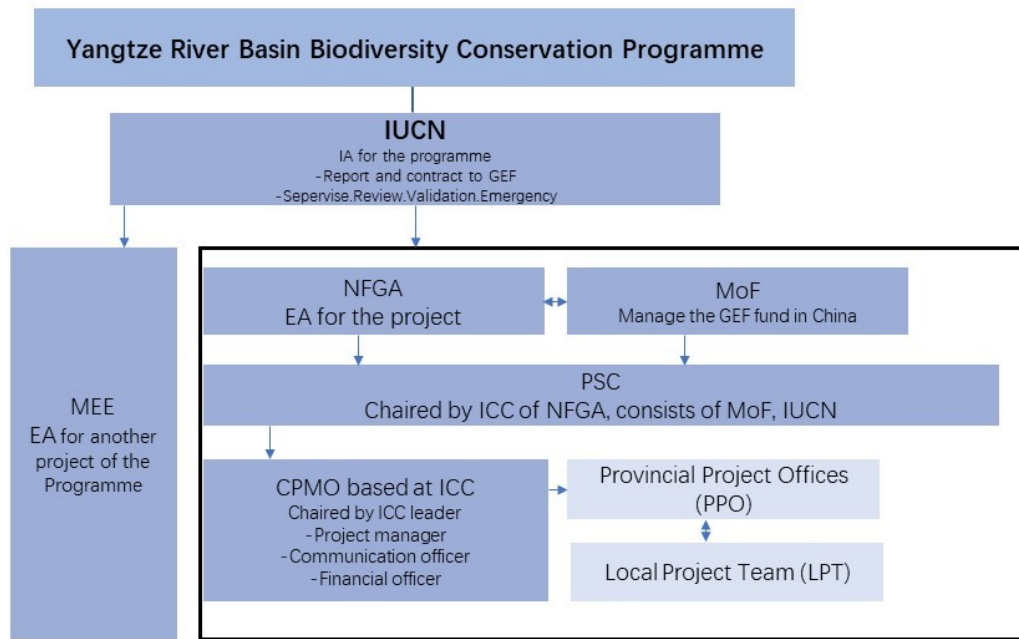 Yangtze River Basin Biodiversity Conservation Programme
IUCN
IA for the programme
-Report and contract to GEF
-Sepervise.Review.Validation.Emergency
NFGA
EA for the project
MoF
Manage the GEF fund in China
PSC
Chaired by ICC of NFGA, consists of MoF, IUCN
MEE
EA for another
project of the
Programme
CPMO based at ICC
Chaired by ICC leader
-Project manager
-Communication officer
-Financial officer
Provincial Project Offices
(PPO)
Local Project Team (LPT)